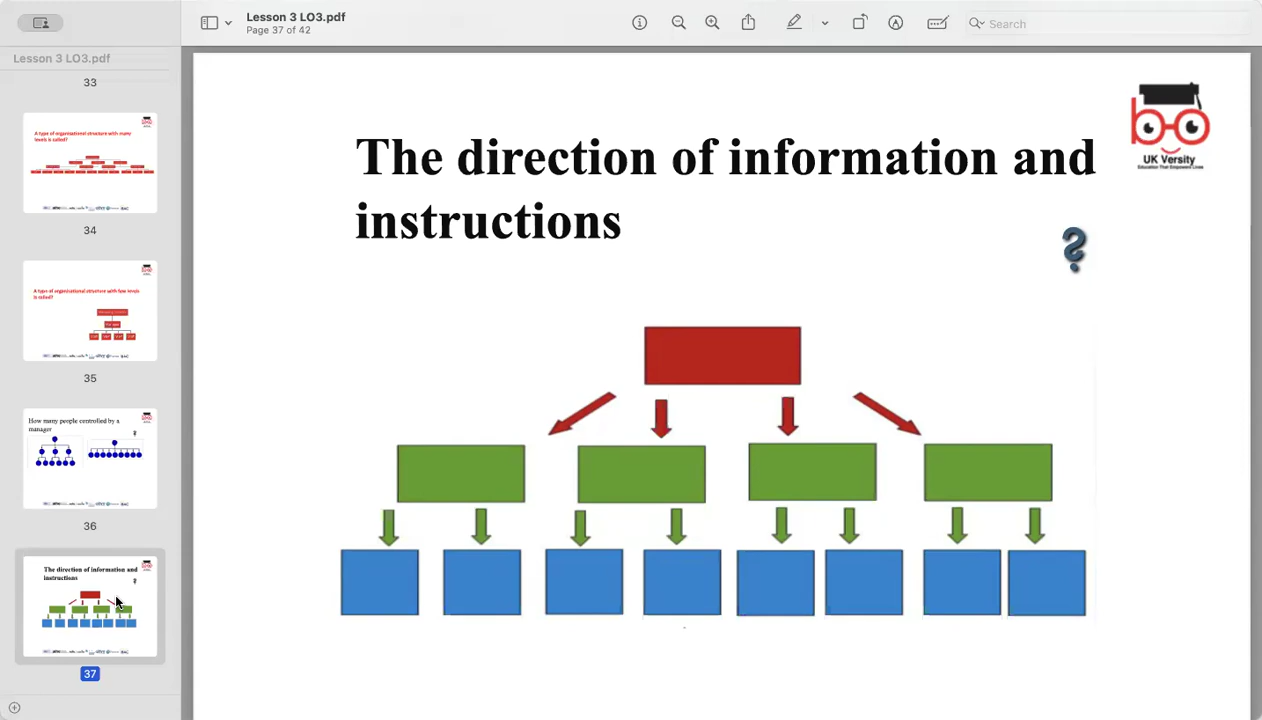 Lesson 3 LO3.pdf
Page 37 of 42
Search
Lesson 3 LO3.pdf
33
A type of organisational structure with many
levels is called?
34
A type of organisational structure with few levels
is called?
35
How many people controlled by a
manager
?
36
The direction of information and
instructions
?
37
The direction of information and
instructions
?
UK Versity
Education That Empowers Lives